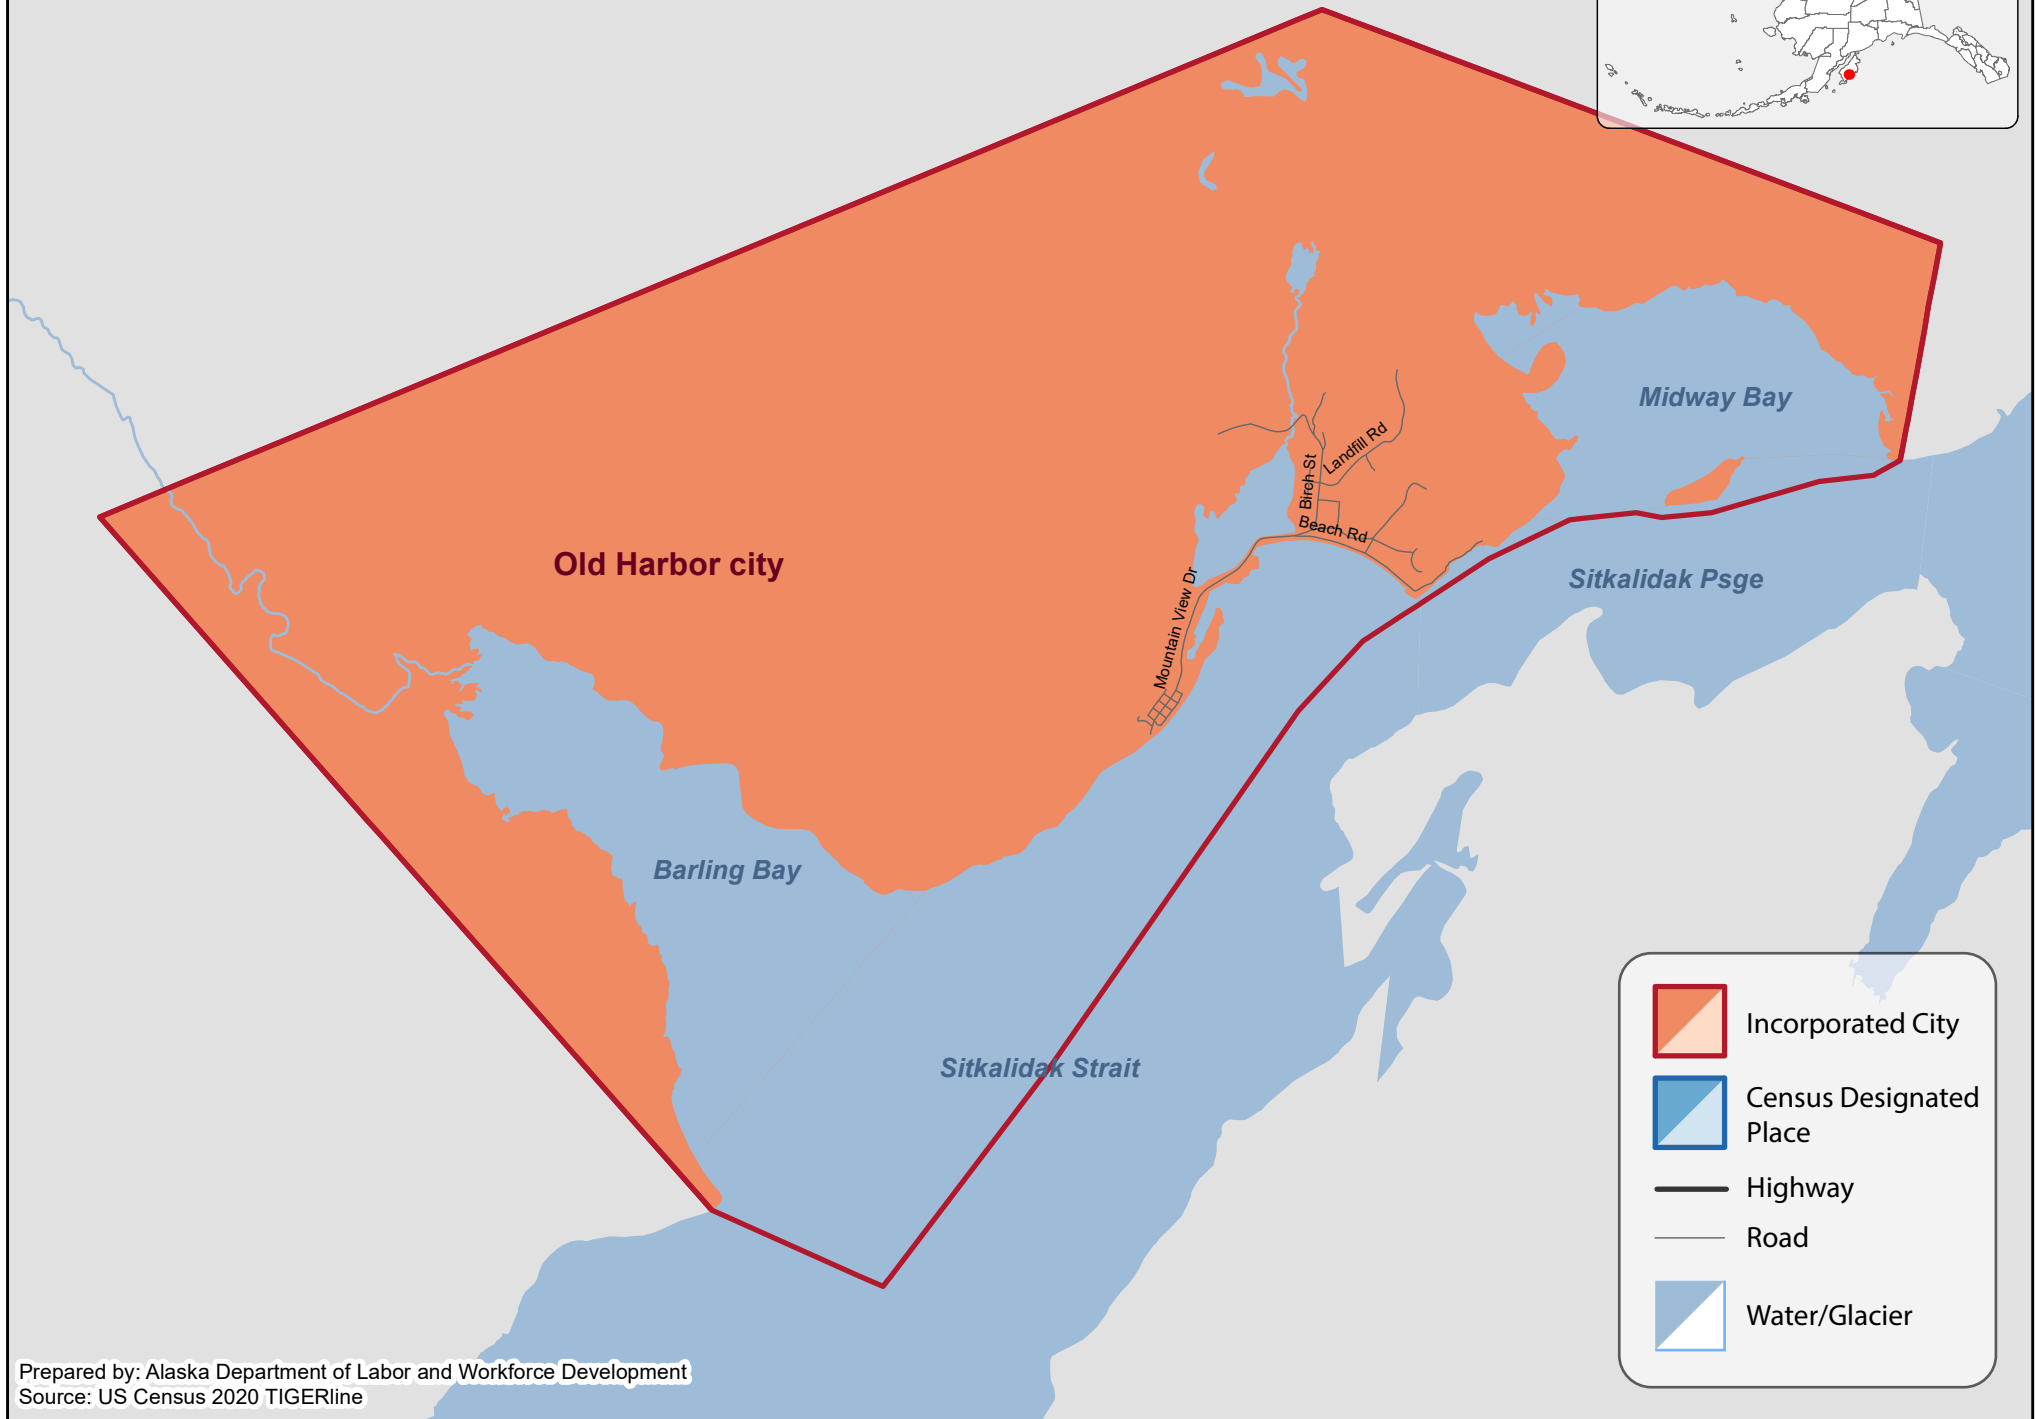 Midway Bay
Landfill Rd
Birch St
Beach Rd
Old Harbor city
Sitkalidak Psge
Mountain View Dr
Barling Bay
Sitkalidak Strait
Incorporated City
Census Designated
Place
Highway
Road
Water/Glacier
Prepared by: Alaska Department of Labor and Workforce Development
Source: US Census 2020 TIGERline